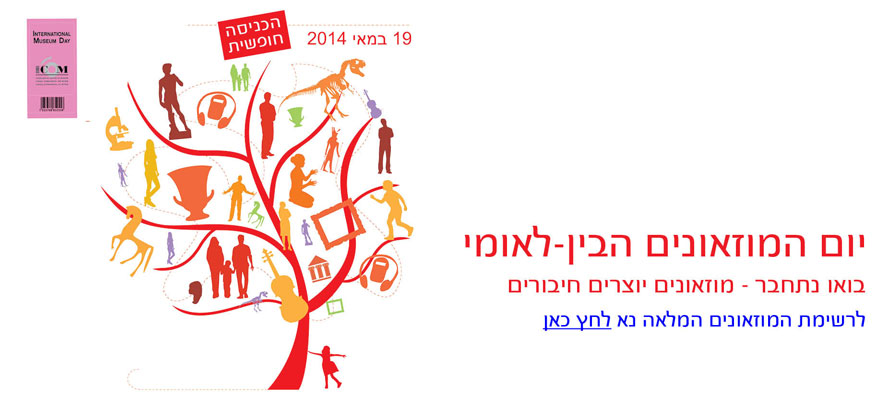 INTERNATIONAL
MUSEUM DAY
ICOM
הכניסה
חופשית
19 במאי 2014
יום המוזאונים הבין-לאומי
בואו נתחבר - מוזאונים יוצרים חיבורים
לרשימת המוזאונים המלאה נא לחץ כאן